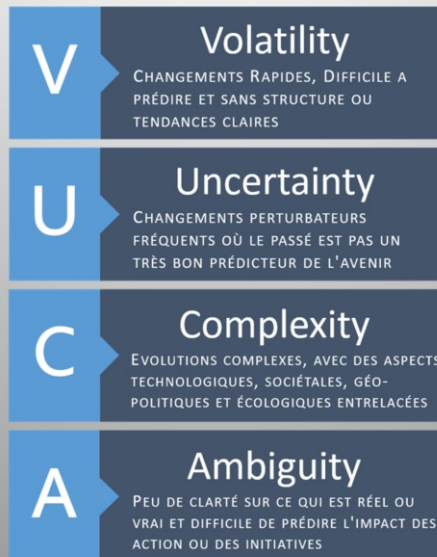 V
Volatility
CHANGEMENTS RAPIDES, DIFFICILE A
PRÉDIRE ET SANS STRUCTURE OU
TENDANCES CLAIRES
U
Uncertainty
CHANGEMENTS PERTURBATEURS
FRÉQUENTS OÙ LE PASSÉ EST PAS UN
TRÈS BON PRÉDICTEUR DE L'AVENIR
C
Complexity
EVOLUTIONS COMPLEXES, AVEC DES ASPECTS
TECHNOLOGIQUES, SOCIÉTALES, GÉO-
POLITIQUES ET ÉCOLOGIQUES ENTRELACÉES
A
Ambiguity
PEU DE CLARTÉ SUR CE QUI EST RÉEL OU
VRAI ET DIFFICILE DE PRÉDIRE L'IMPACT DES
ACTION OU DES INITIATIVES